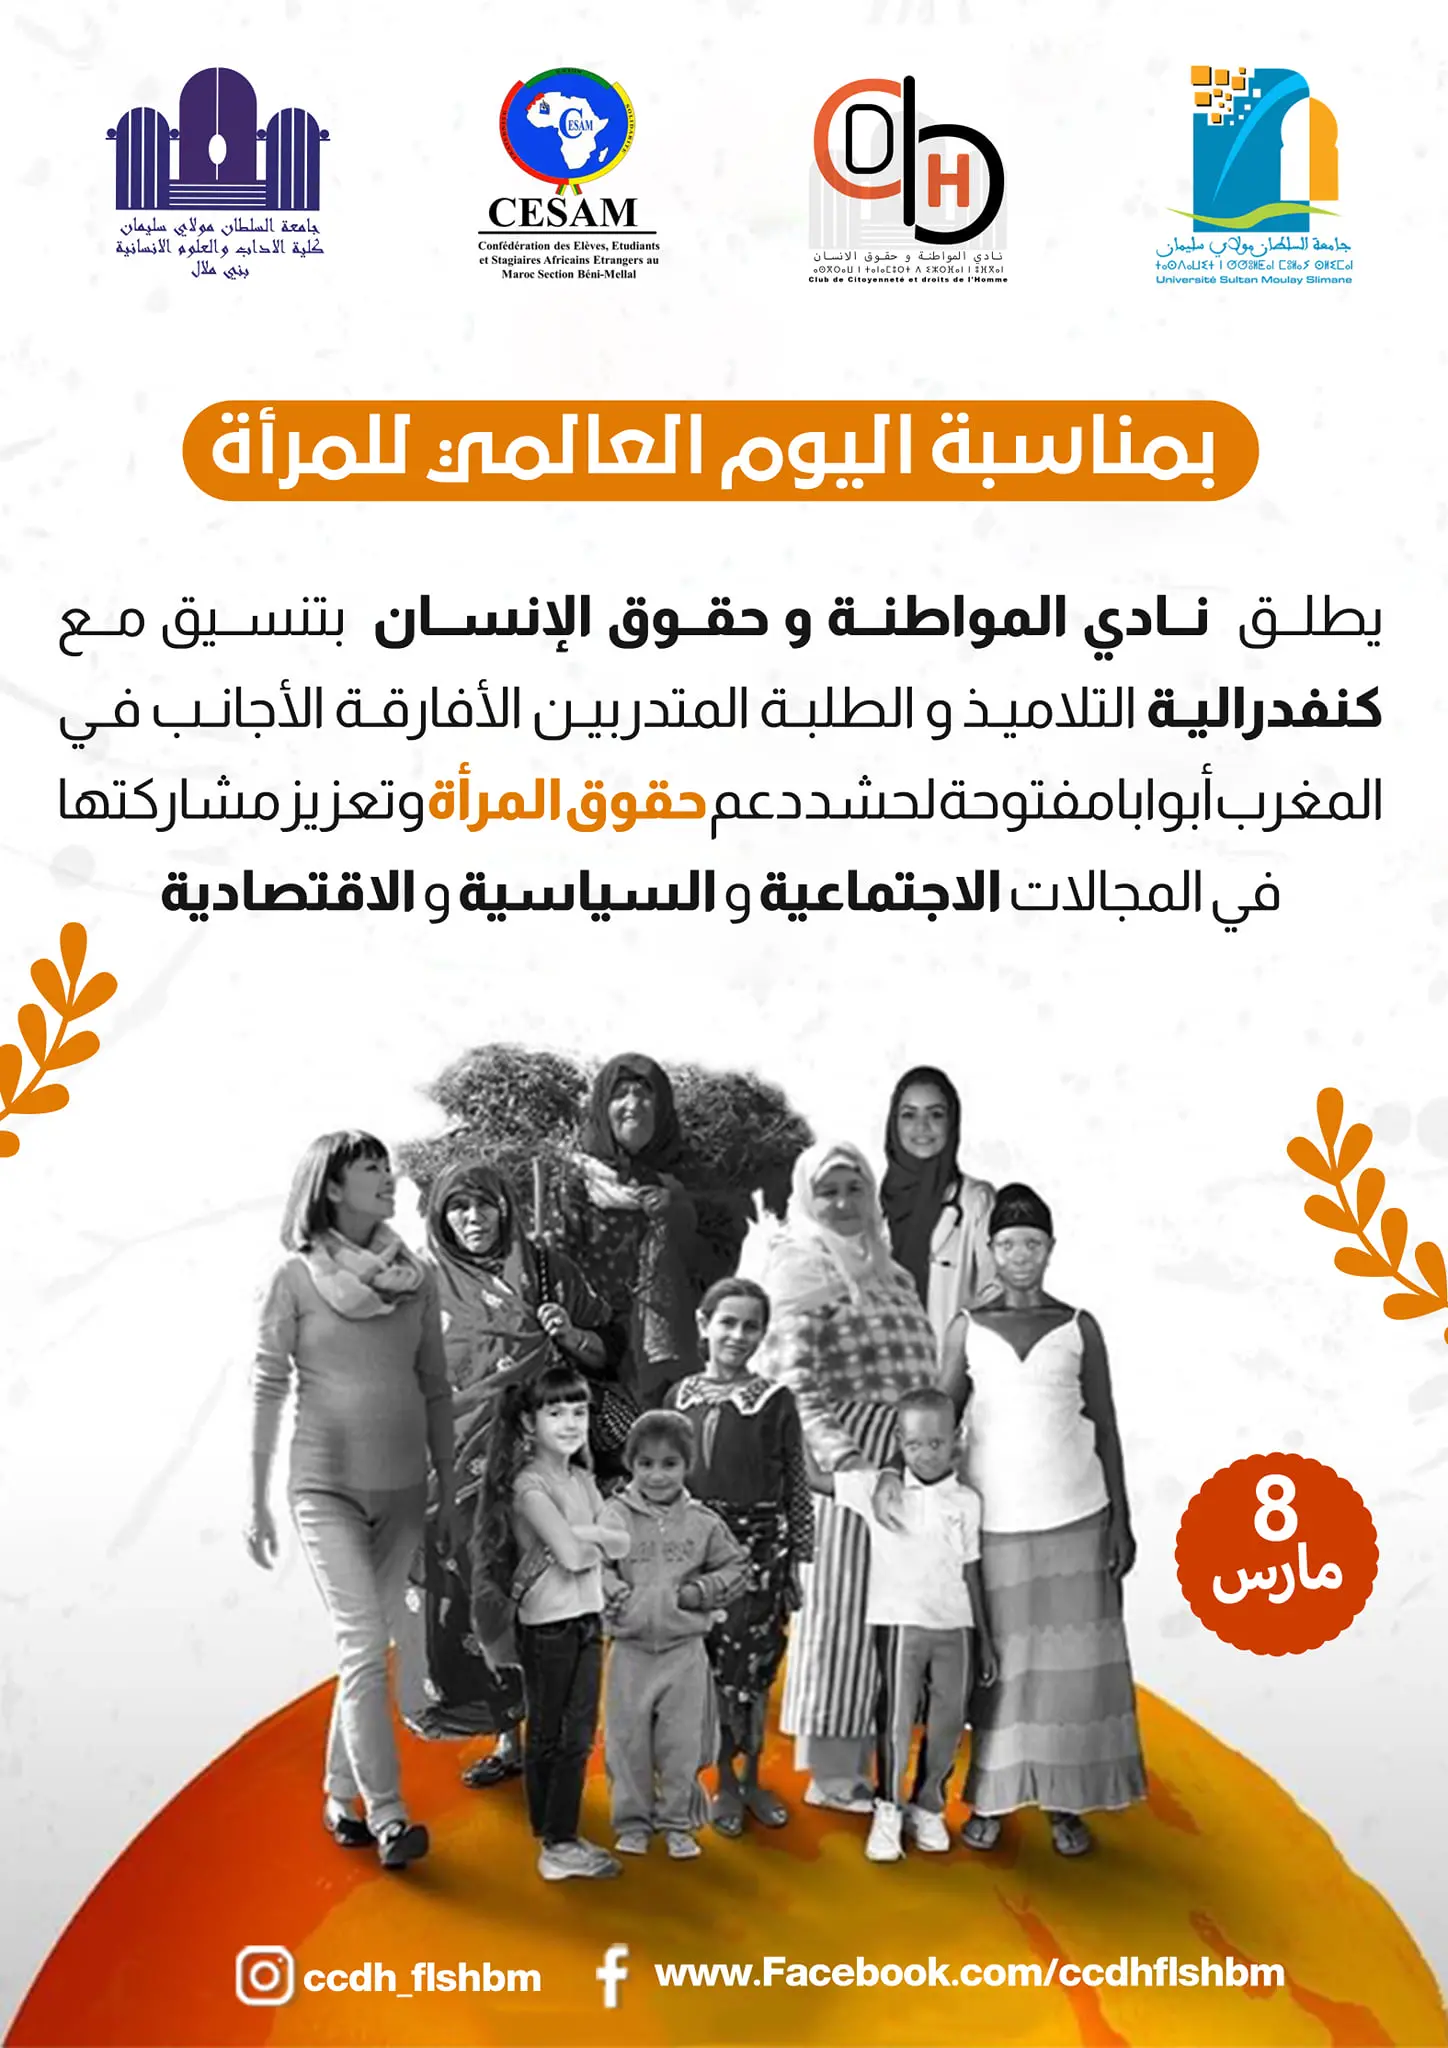 جامعة السلطان مولاي سليمان
كلية الاداب والعلوم الانسانية
بني ملال
CESAM
CESAM
Confédération des Elèves, Etudiants
et Stagiaires Africains Etrangers au
Maroc Section Béni-Mellal
H
نادي المواطنة و حقوق الانسان
Club de Citoyenneté et droits de l'Homme
جامعة السلطان مولاي سليمان
Université Sultan Moulay Slimane
بمناسبة اليوم العالمي للمرأة
يطلق نادي المواطنة و حقوق الإنسان بتنسيق مع
كنفدرالية التلاميذ و الطلبة المتدربين الأفارقة الأجانب في
المغرب أبوابا مفتوحة لحشد دعم حقوق المرأة وتعزيز مشاركتها
في المجالات الاجتماعية و السياسية و الاقتصادية
8
مارس
ccdh_flshbm
www.Facebook.com/ccdhflshbm